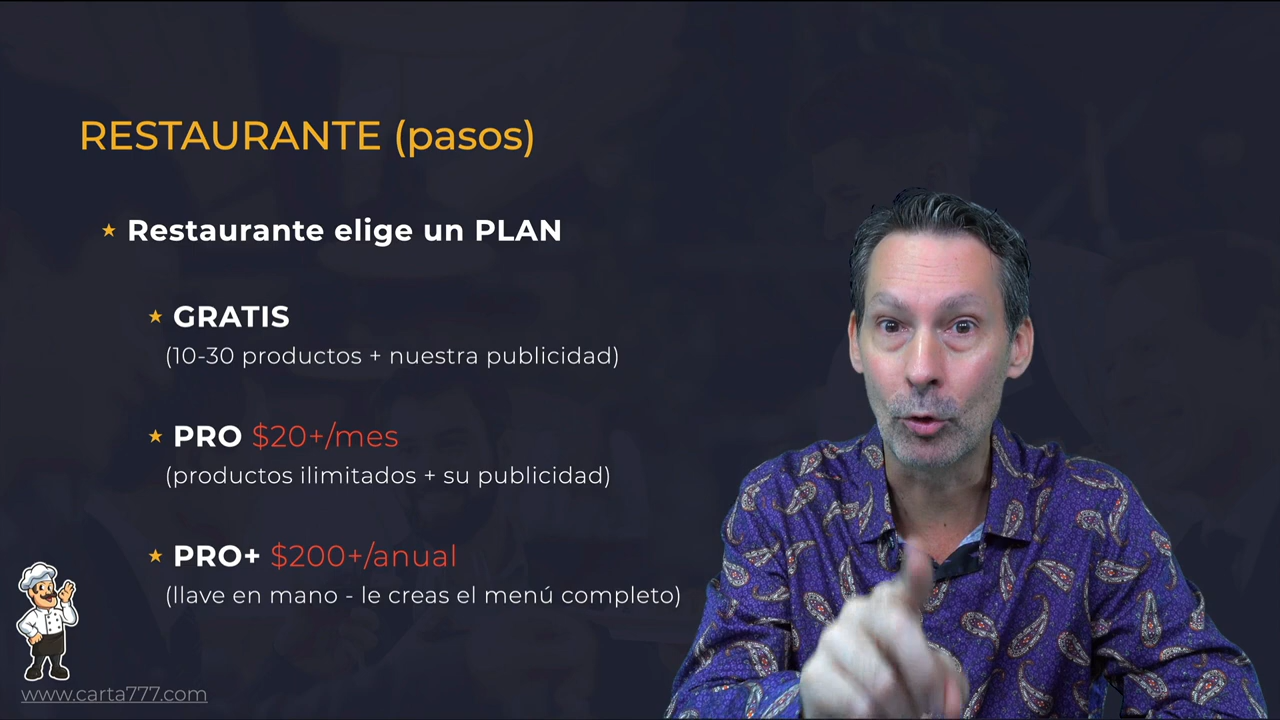 RESTAURANTE (pasos)
Restaurante elige un PLAN
GRATIS
(10-30 productos + nuestra publicidad)
PRO $20+/mes
(productos ilimitados + su publicidad)
PRO+ $200+/anual
(llave en mano - le creas el menú completo)
www.carta777.com